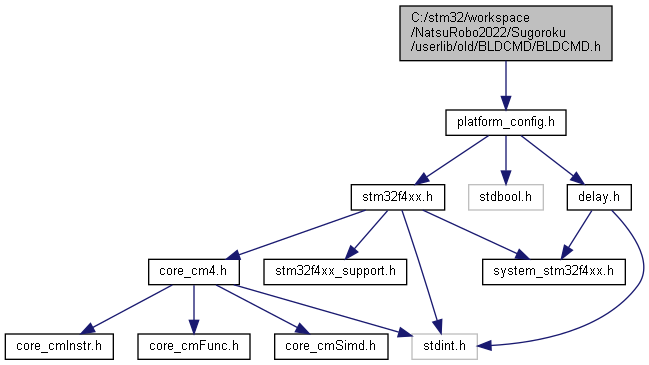 C:/stm32/workspace
/NatsuRobo2022/Sugoroku
/userlib/old/BLDCMD/BLDCMD.h
platform_config.h
stm32f4xx.h
stdbool.h
delay.h
core_cm4.h
stm32f4xx_support.h
system_stm32f4xx.h
core_cmInstr.h
core_cmFunc.h
core_cmSimd.h
stdint.h